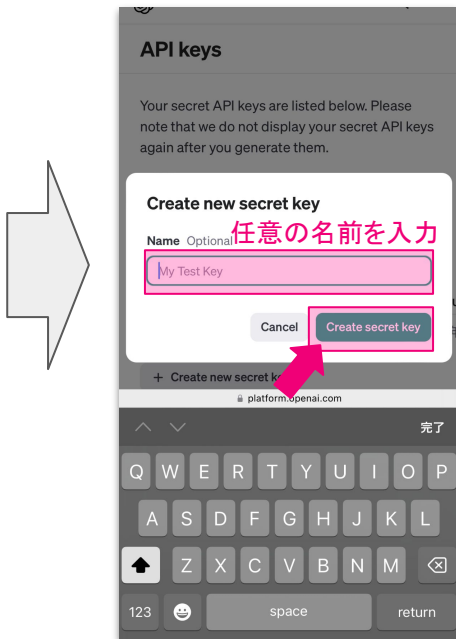 API keys
Your secret API keys are listed below. Please
note that we do not display your secret API keys
again after you generate them.
Create new secret key
Name Optional
任意の名前を入力
My Test Key
Cancel
Create secret key
+ Create new secret
platform.openai.com
完了
Q W E R T Y U I O P
A S D F G H J K L
Z X C V B N M
123
space
return